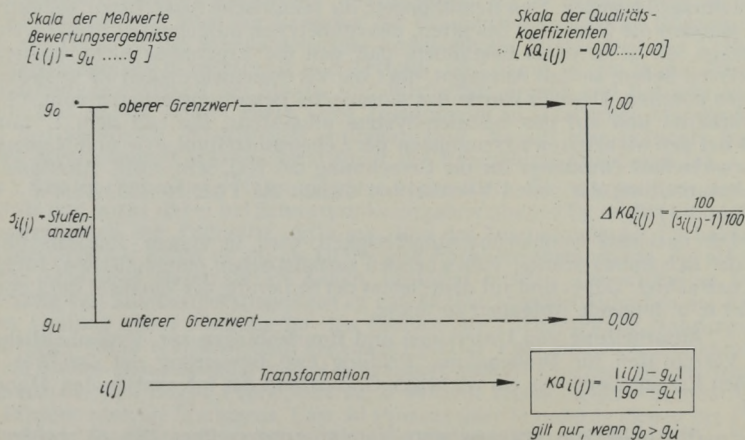 Skala der Meßwerte
Bewertungsergebnisse
[i(j) = gᵤ ..... g ]
Skala der Qualitäts-
koeffizienten
[KQi(j) = 0,00.....1,00]
gₒ oberer Grenzwert 1,00
si(j) = Stufen-
anzahl
Δ KQi(j) = 100 / (si(j)-1) 100
gᵤ unterer Grenzwert 0,00
i(j) Transformation KQi(j) = |i(j) - gᵤ| / |gₒ - gᵤ|
gilt nur, wenn gₒ > gᵤ